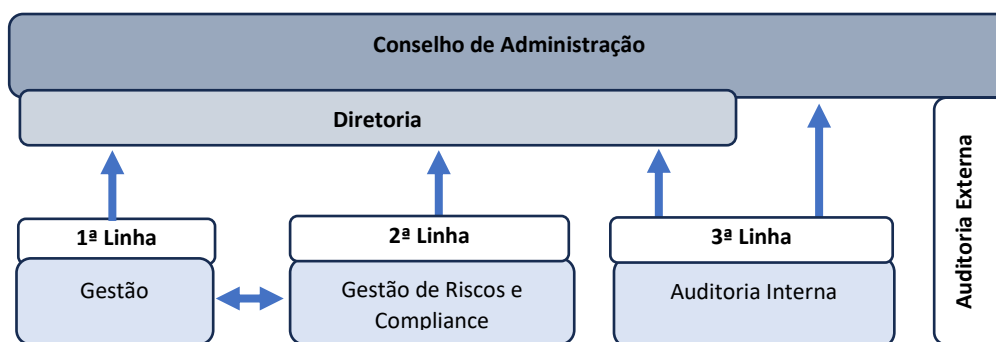 Conselho de Administração
Diretoria
1ª Linha
Gestão
2ª Linha
Gestão de Riscos e
Compliance
3ª Linha
Auditoria Interna
Auditoria Externa